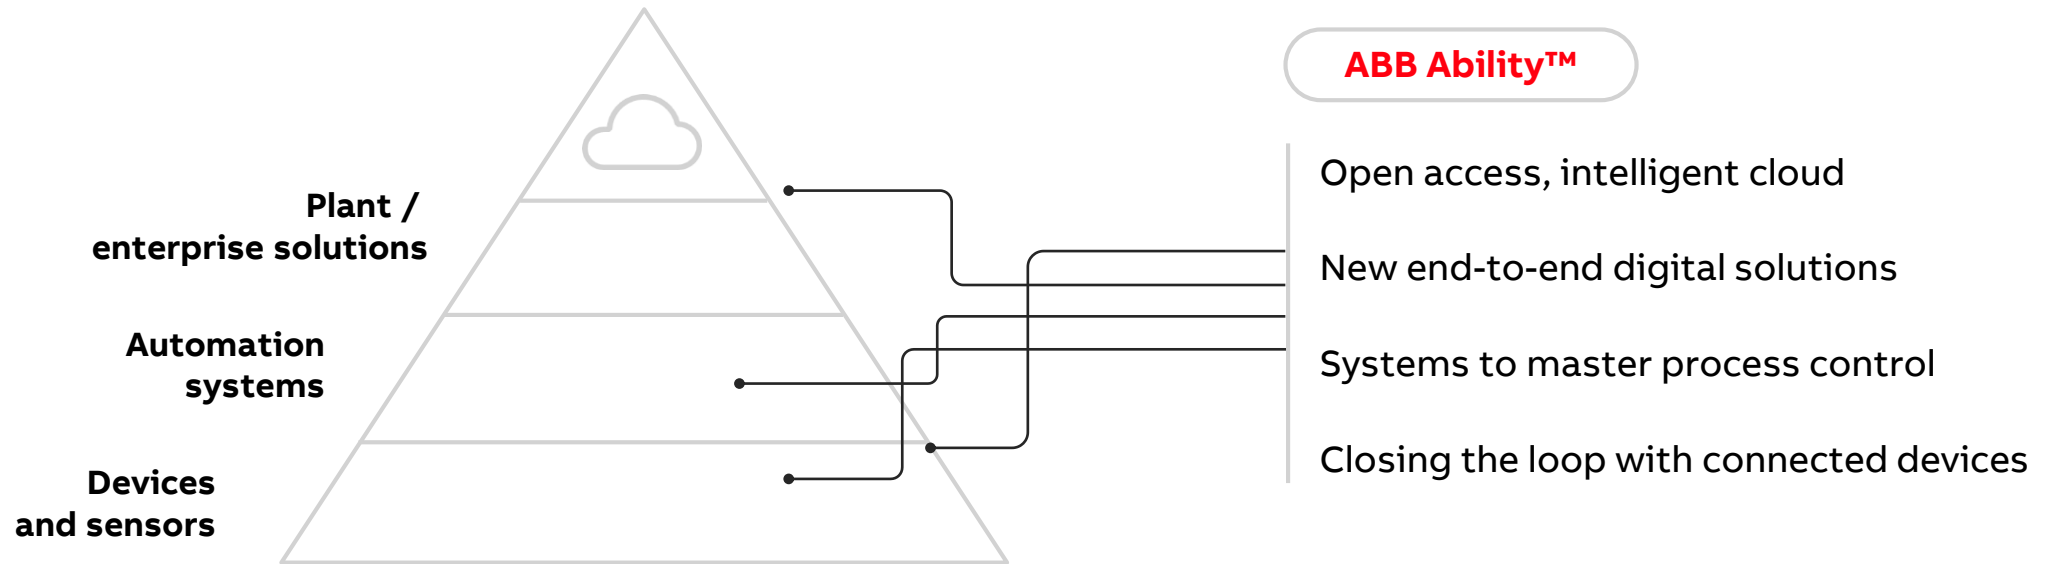 Plant /
enterprise solutions
Automation
systems
Devices
and sensors
ABB Ability™
Open access, intelligent cloud
New end-to-end digital solutions
Systems to master process control
Closing the loop with connected devices